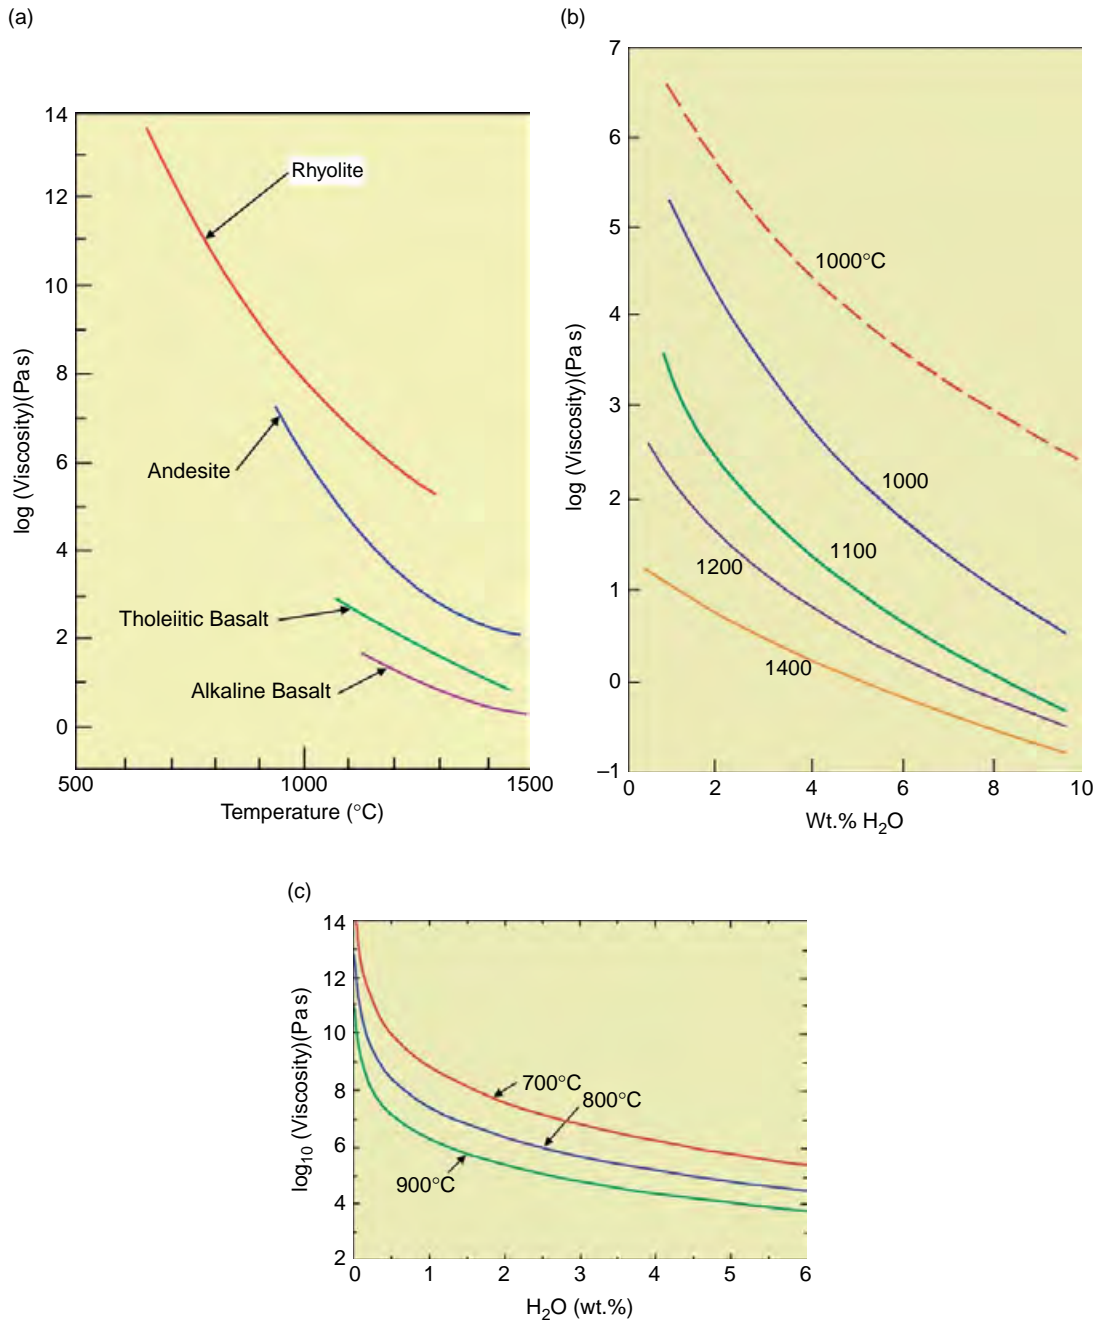 (a)
14
12
10
8
6
4
2
0
log (Viscosity)(Pa s)
Rhyolite
Andesite
Tholeiitic Basalt
Alkaline Basalt
500
1000
1500
Temperature (°C)
(b)
7
6
5
4
3
2
1
0
–1
log (Viscosity)(Pa s)
1000°C
1000
1100
1200
1400
0
2
4
6
8
10
Wt.% H₂O
(c)
14
12
10
8
6
4
2
log₁₀ (Viscosity)(Pa s)
700°C
800°C
900°C
0
1
2
3
4
5
6
H₂O (wt.%)